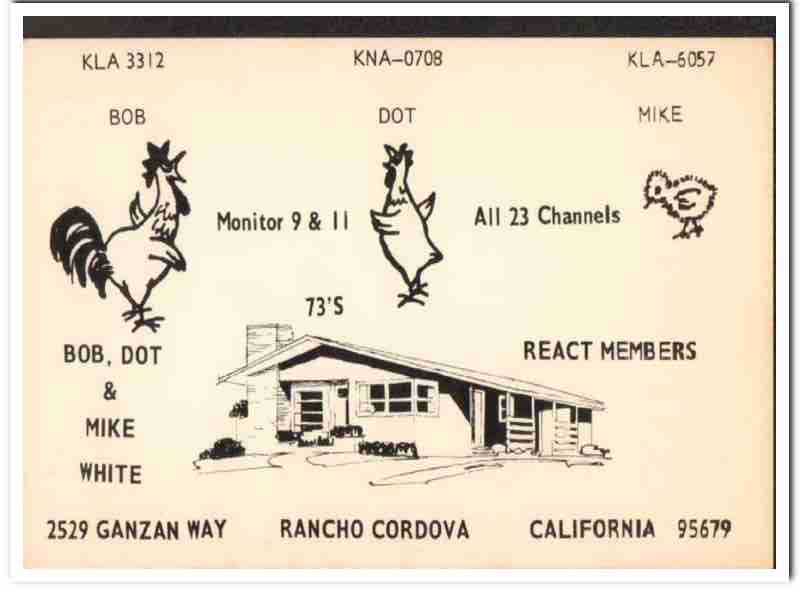 KLA 3312 KNA-0708 KLA-6057
BOB DOT MIKE
Monitor 9 & 11 All 23 Channels
73'S
BOB, DOT REACT MEMBERS
&
MIKE
WHITE
2529 GANZAN WAY RANCHO CORDOVA CALIFORNIA 95679